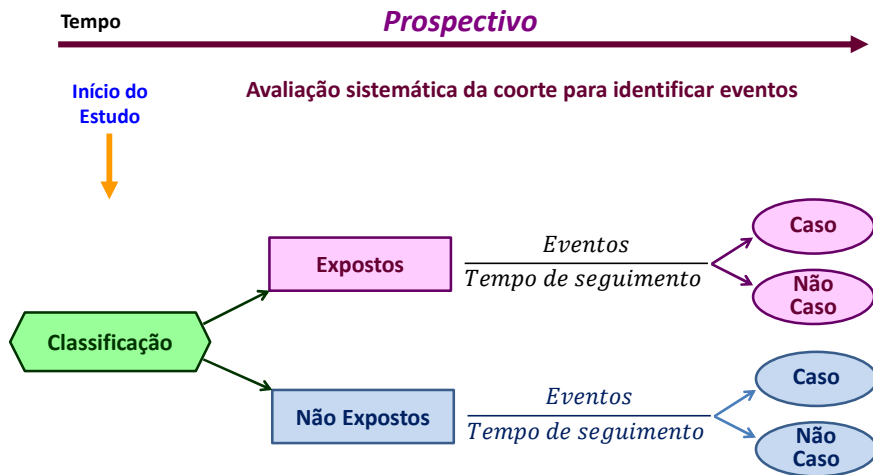 Tempo
Prospectivo
Início do
Estudo
Avaliação sistemática da coorte para identificar eventos
Classificação
Expostos
Eventos
Tempo de seguimento
Caso
Não
Caso
Não Expostos
Eventos
Tempo de seguimento
Caso
Não
Caso